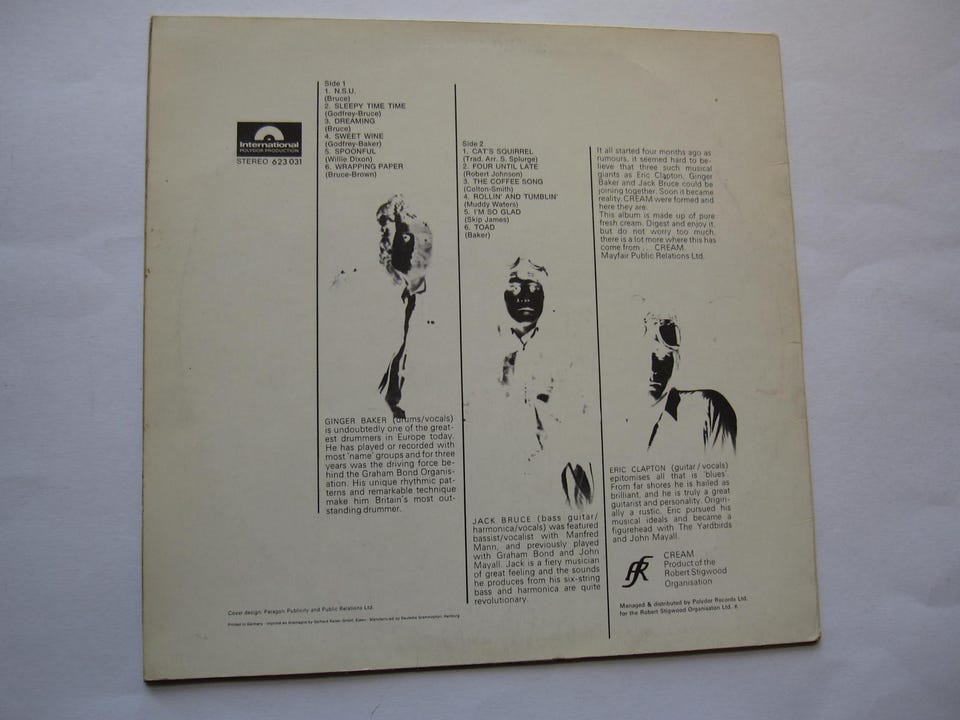 International
POLYDOR PRODUCTION
STEREO 623 031
Side 1
1. N.S.U.
(Bruce)
2. SLEEPY TIME TIME
(Godfrey-Bruce)
3. DREAMING
(Bruce)
4. SWEET WINE
(Godfrey-Baker)
5. SPOONFUL
(Willie Dixon)
6. WRAPPING PAPER
(Bruce-Brown)
GINGER BAKER (drums/vocals)
is undoubtedly one of the great-
est drummers in Europe today.
He has played or recorded with
most 'name' groups and for three
years was the driving force be-
hind the Graham Bond Organis-
ation. His unique rhythmic pat-
terns and remarkable technique
make him Britain's most out-
standing drummer.
Side 2
1. CAT'S SQUIRREL
(Trad. Arr. S. Splurge)
2. FOUR UNTIL LATE
(Robert Johnson)
3. THE COFFEE SONG
(Colton-Smith)
4. ROLLIN' AND TUMBLIN'
(Muddy Waters)
5. I'M SO GLAD
(Skip James)
6. TOAD
(Baker)
JACK BRUCE (bass guitar/
harmonica/vocals) was featured
bassist/vocalist with Manfred
Mann, and previously played
with Graham Bond and John
Mayall. Jack is a fiery musician
of great feeling and the sounds
he produces from his six-string
bass and harmonica are quite
revolutionary.
It all started four months ago as
rumours, it seemed hard to be-
lieve that three such musical
giants as Eric Clapton, Ginger
Baker and Jack Bruce could be
joining together. Soon it became
reality. CREAM were formed and
here they are.
This album is made up of pure
fresh cream. Digest and enjoy it,
but do not worry too much,
there is a lot more where this has
come from ... CREAM.
Mayfair Public Relations Ltd.
ERIC CLAPTON (guitar/vocals)
epitomises all that is 'blues'.
From far shores he is hailed as
brilliant, and he is truly a great
guitarist and personality. Origin-
ally a rustic, Eric pursued his
musical ideals and became a
figurehead with The Yardbirds
and John Mayall.
CREAM
Product of the
Robert Stigwood
Organisation
Managed & distributed by Polydor Records Ltd.
for the Robert Stigwood Organisation Ltd.
Cover design: Paragon Publicity and Public Relations Ltd.
Printed in Germany · Imprimé en Allemagne by Gerhard Kaiser GmbH, Essen · Manufactured by Deutsche Grammophon, Hamburg